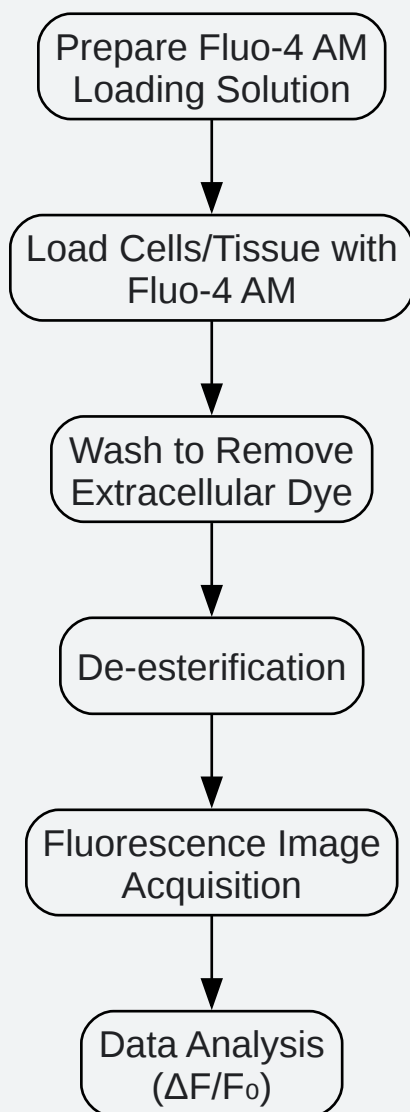 Prepare Fluo-4 AM
Loading Solution
Load Cells/Tissue with
Fluo-4 AM
Wash to Remove
Extracellular Dye
De-esterification
Fluorescence Image
Acquisition
Data Analysis
(ΔF/F₀)